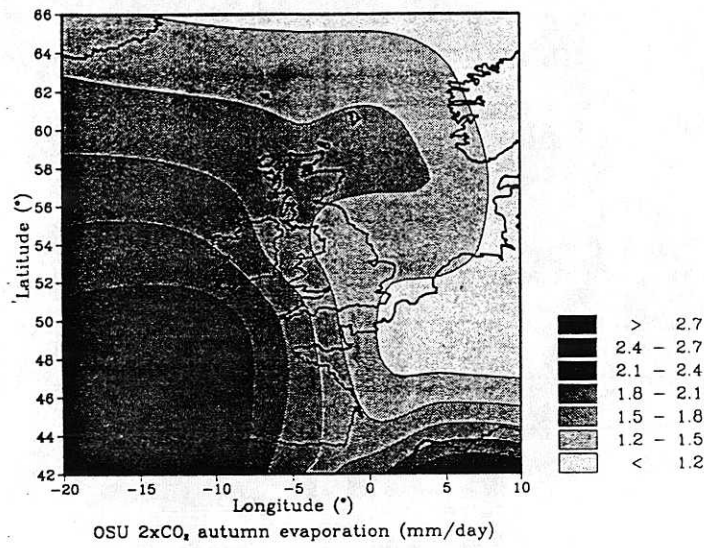 66
64
62
60
58
56
54
52
50
48
46
44
42
Latitude (°)
-20 -15 -10 -5 0 5 10
Longitude (°)
OSU 2xCO₂ autumn evaporation (mm/day)
> 2.7
2.4 - 2.7
2.1 - 2.4
1.8 - 2.1
1.5 - 1.8
1.2 - 1.5
< 1.2